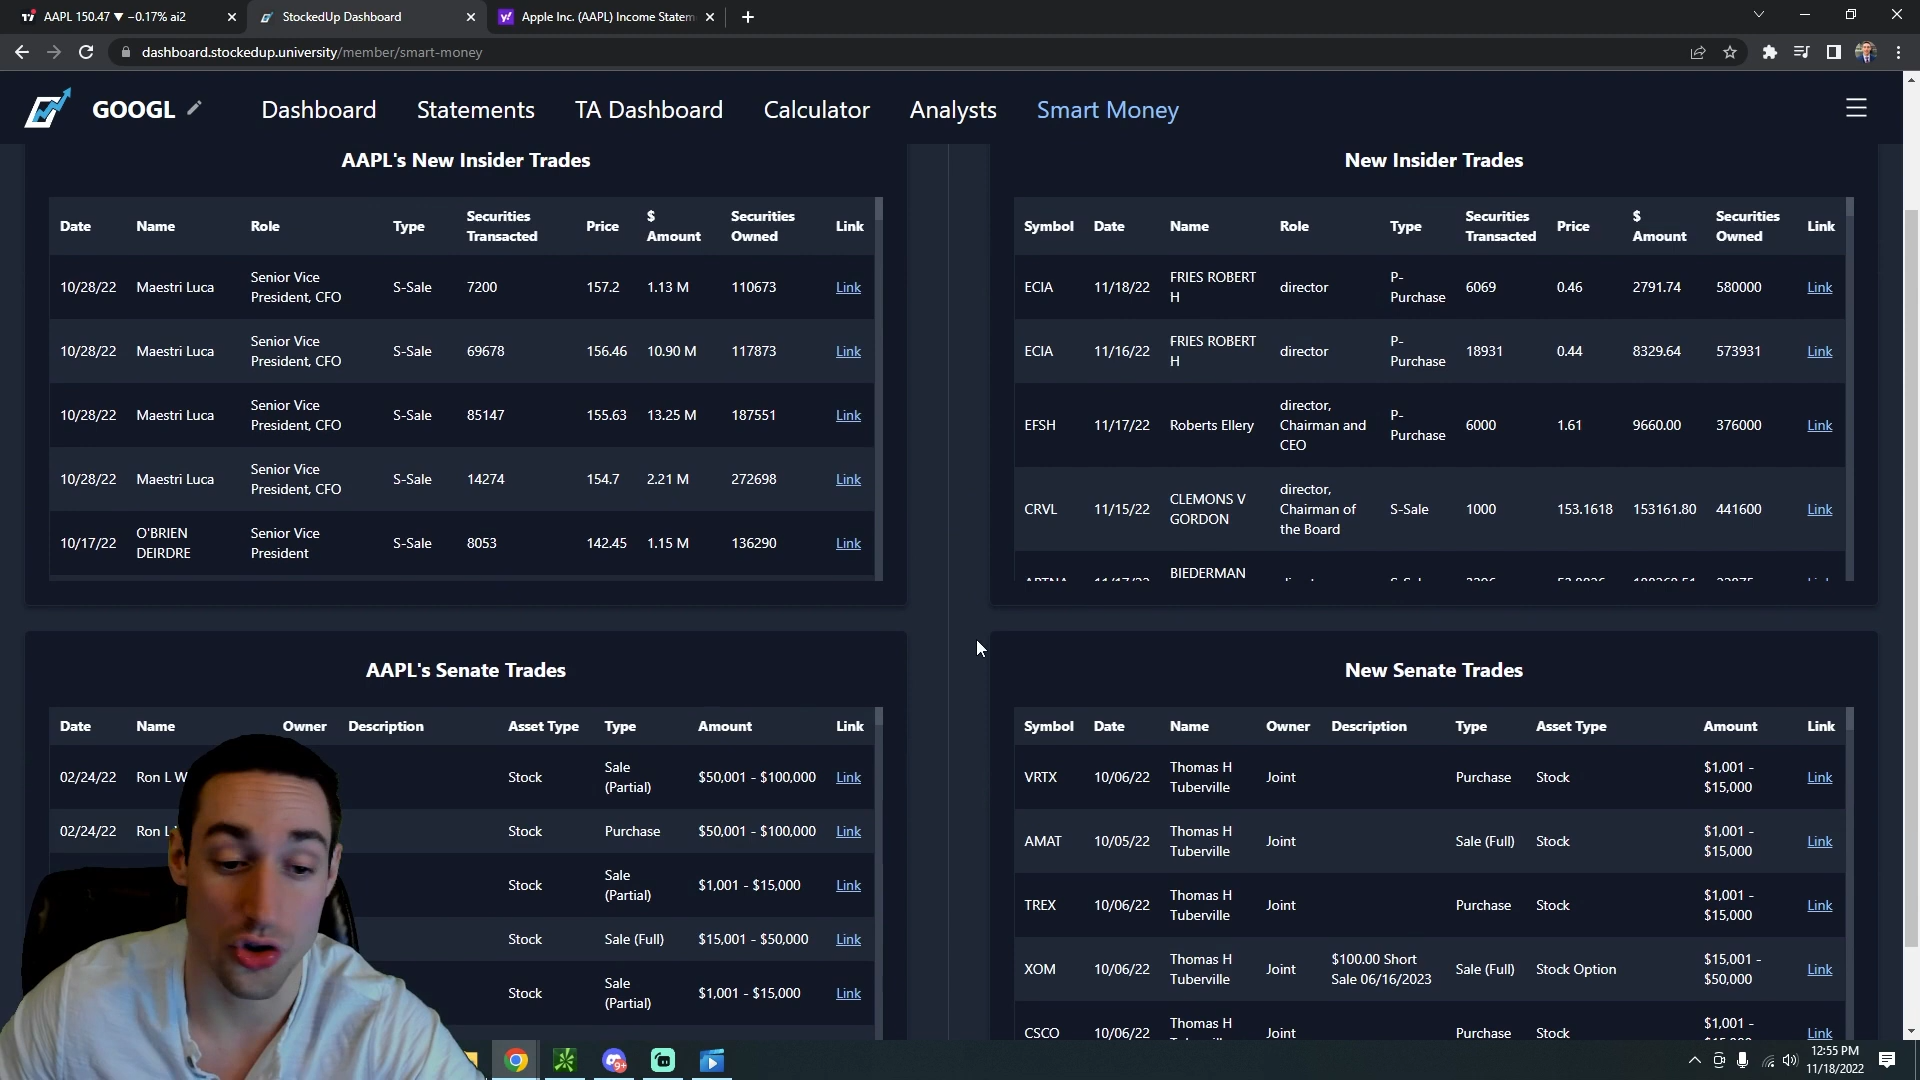 AAPL 150.47 ▼ −0.17% ai2
StockedUp Dashboard
Apple Inc. (AAPL) Income Statem
dashboard.stockedup.university/member/smart-money
GOOGL
Dashboard
Statements
TA Dashboard
Calculator
Analysts
Smart Money
AAPL's New Insider Trades
Date Name Role Type Securities Transacted Price $ Amount Securities Owned Link
10/28/22 Maestri Luca Senior Vice President, CFO S-Sale 7200 157.2 1.13 M 110673 Link
10/28/22 Maestri Luca Senior Vice President, CFO S-Sale 69678 156.46 10.90 M 117873 Link
10/28/22 Maestri Luca Senior Vice President, CFO S-Sale 85147 155.63 13.25 M 187551 Link
10/28/22 Maestri Luca Senior Vice President, CFO S-Sale 14274 154.7 2.21 M 272698 Link
10/17/22 O'BRIEN DEIRDRE Senior Vice President S-Sale 8053 142.45 1.15 M 136290 Link
New Insider Trades
Symbol Date Name Role Type Securities Transacted Price $ Amount Securities Owned Link
ECIA 11/18/22 FRIES ROBERT H director P-Purchase 6069 0.46 2791.74 580000 Link
ECIA 11/16/22 FRIES ROBERT H director P-Purchase 18931 0.44 8329.64 573931 Link
EFSH 11/17/22 Roberts Ellery director, Chairman and CEO P-Purchase 6000 1.61 9660.00 376000 Link
CRVL 11/15/22 CLEMONS V GORDON director, Chairman of the Board S-Sale 1000 153.1618 153161.80 441600 Link
BIEDERMAN
AAPL's Senate Trades
Date Name Owner Description Asset Type Type Amount Link
02/24/22 Ron L W Stock Sale (Partial) $50,001 - $100,000 Link
02/24/22 Ron L Stock Purchase $50,001 - $100,000 Link
Stock Sale (Partial) $1,001 - $15,000 Link
Stock Sale (Full) $15,001 - $50,000 Link
Stock Sale (Partial) $1,001 - $15,000 Link
New Senate Trades
Symbol Date Name Owner Description Type Asset Type Amount Link
VRTX 10/06/22 Thomas H Tuberville Joint Purchase Stock $1,001 - $15,000 Link
AMAT 10/05/22 Thomas H Tuberville Joint Sale (Full) Stock $1,001 - $15,000 Link
TREX 10/06/22 Thomas H Tuberville Joint Purchase Stock $1,001 - $15,000 Link
XOM 10/06/22 Thomas H Tuberville Joint $100.00 Short Sale 06/16/2023 Sale (Full) Stock Option $15,001 - $50,000 Link
CSCO 10/06/22 Thomas H Joint Purchase Stock $1,001 - Link
12:55 PM
11/18/2022